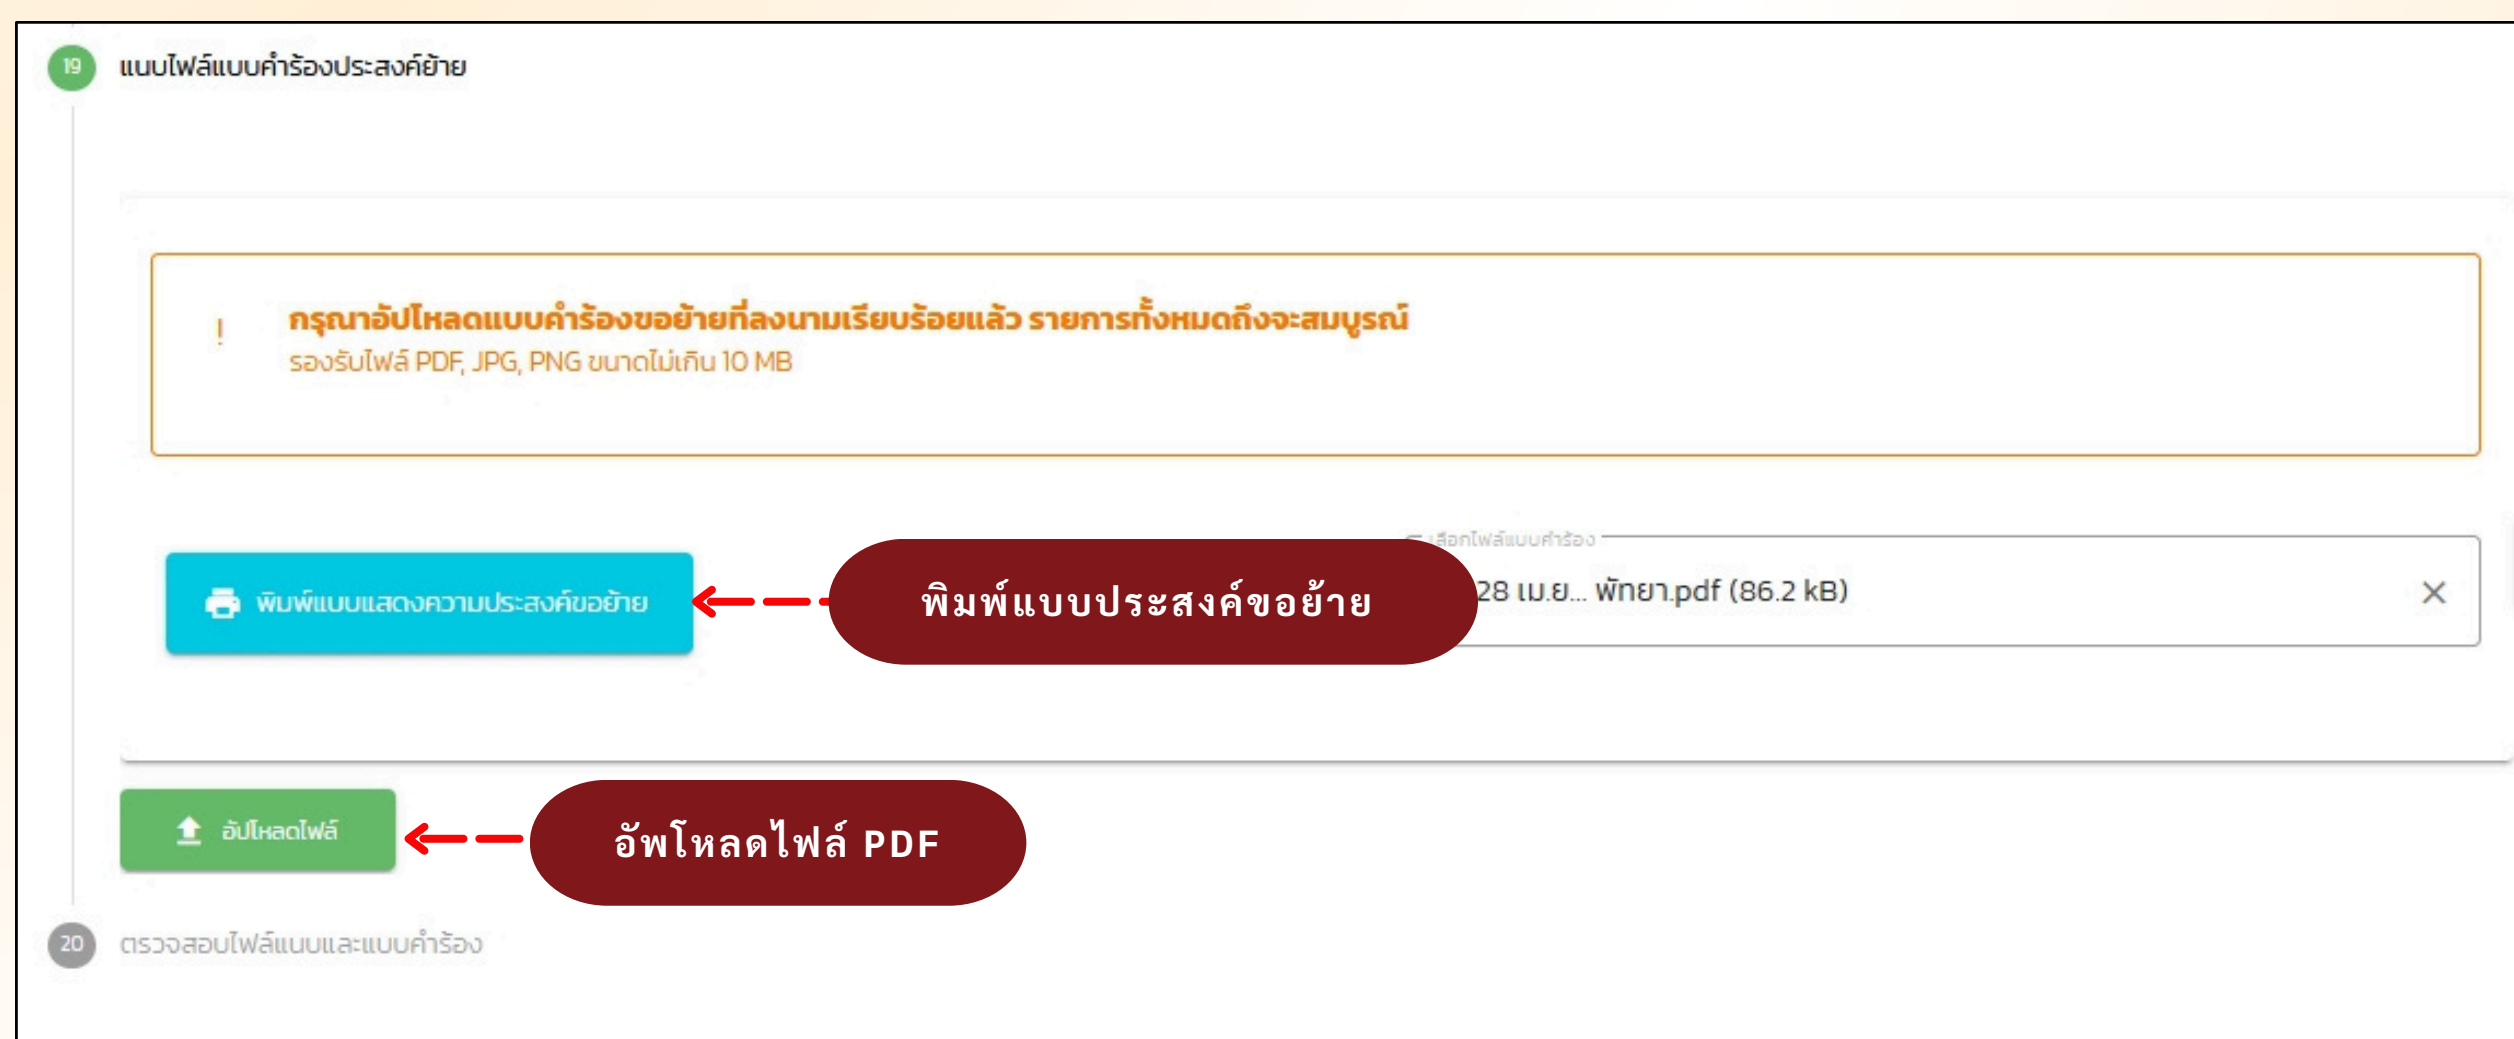 19 แนบไฟล์แบบคำร้องประสงค์ย้าย
! กรุณาอัปโหลดแบบคำร้องขอย้ายที่ลงนามเรียบร้อยแล้ว รายการทั้งหมดถึงจะสมบูรณ์
รองรับไฟล์ PDF, JPG, PNG ขนาดไม่เกิน 10 MB
ลือกไฟล์แบบคำร้อง
พิมพ์แบบแสดงความประสงค์ขอย้าย
พิมพ์แบบประสงค์ขอย้าย
28 เม.ย... พัทยา.pdf (86.2 kB)
อัปโหลดไฟล์
อัพโหลดไฟล์ PDF
20 ตรวจสอบไฟล์แนบและแบบคำร้อง